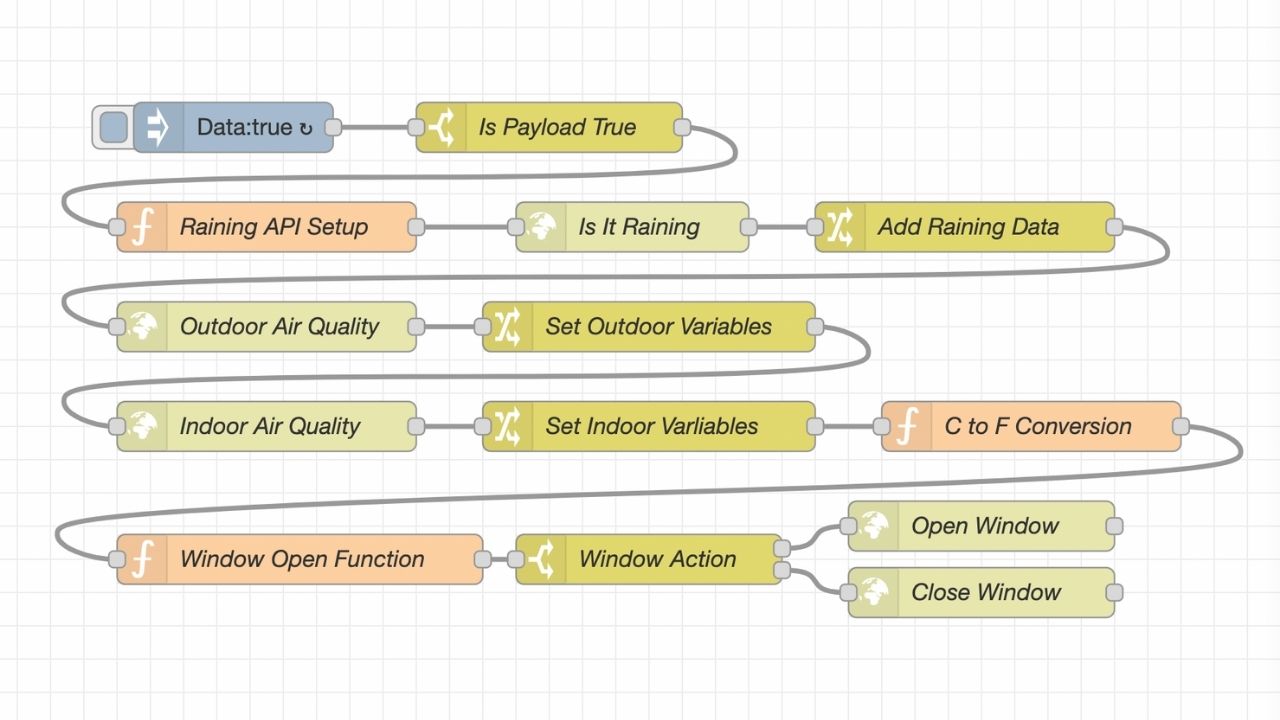 Data:true ↻
Is Payload True
Raining API Setup
Is It Raining
Add Raining Data
Outdoor Air Quality
Set Outdoor Variables
Indoor Air Quality
Set Indoor Varliables
C to F Conversion
Open Window
Window Open Function
Window Action
Close Window